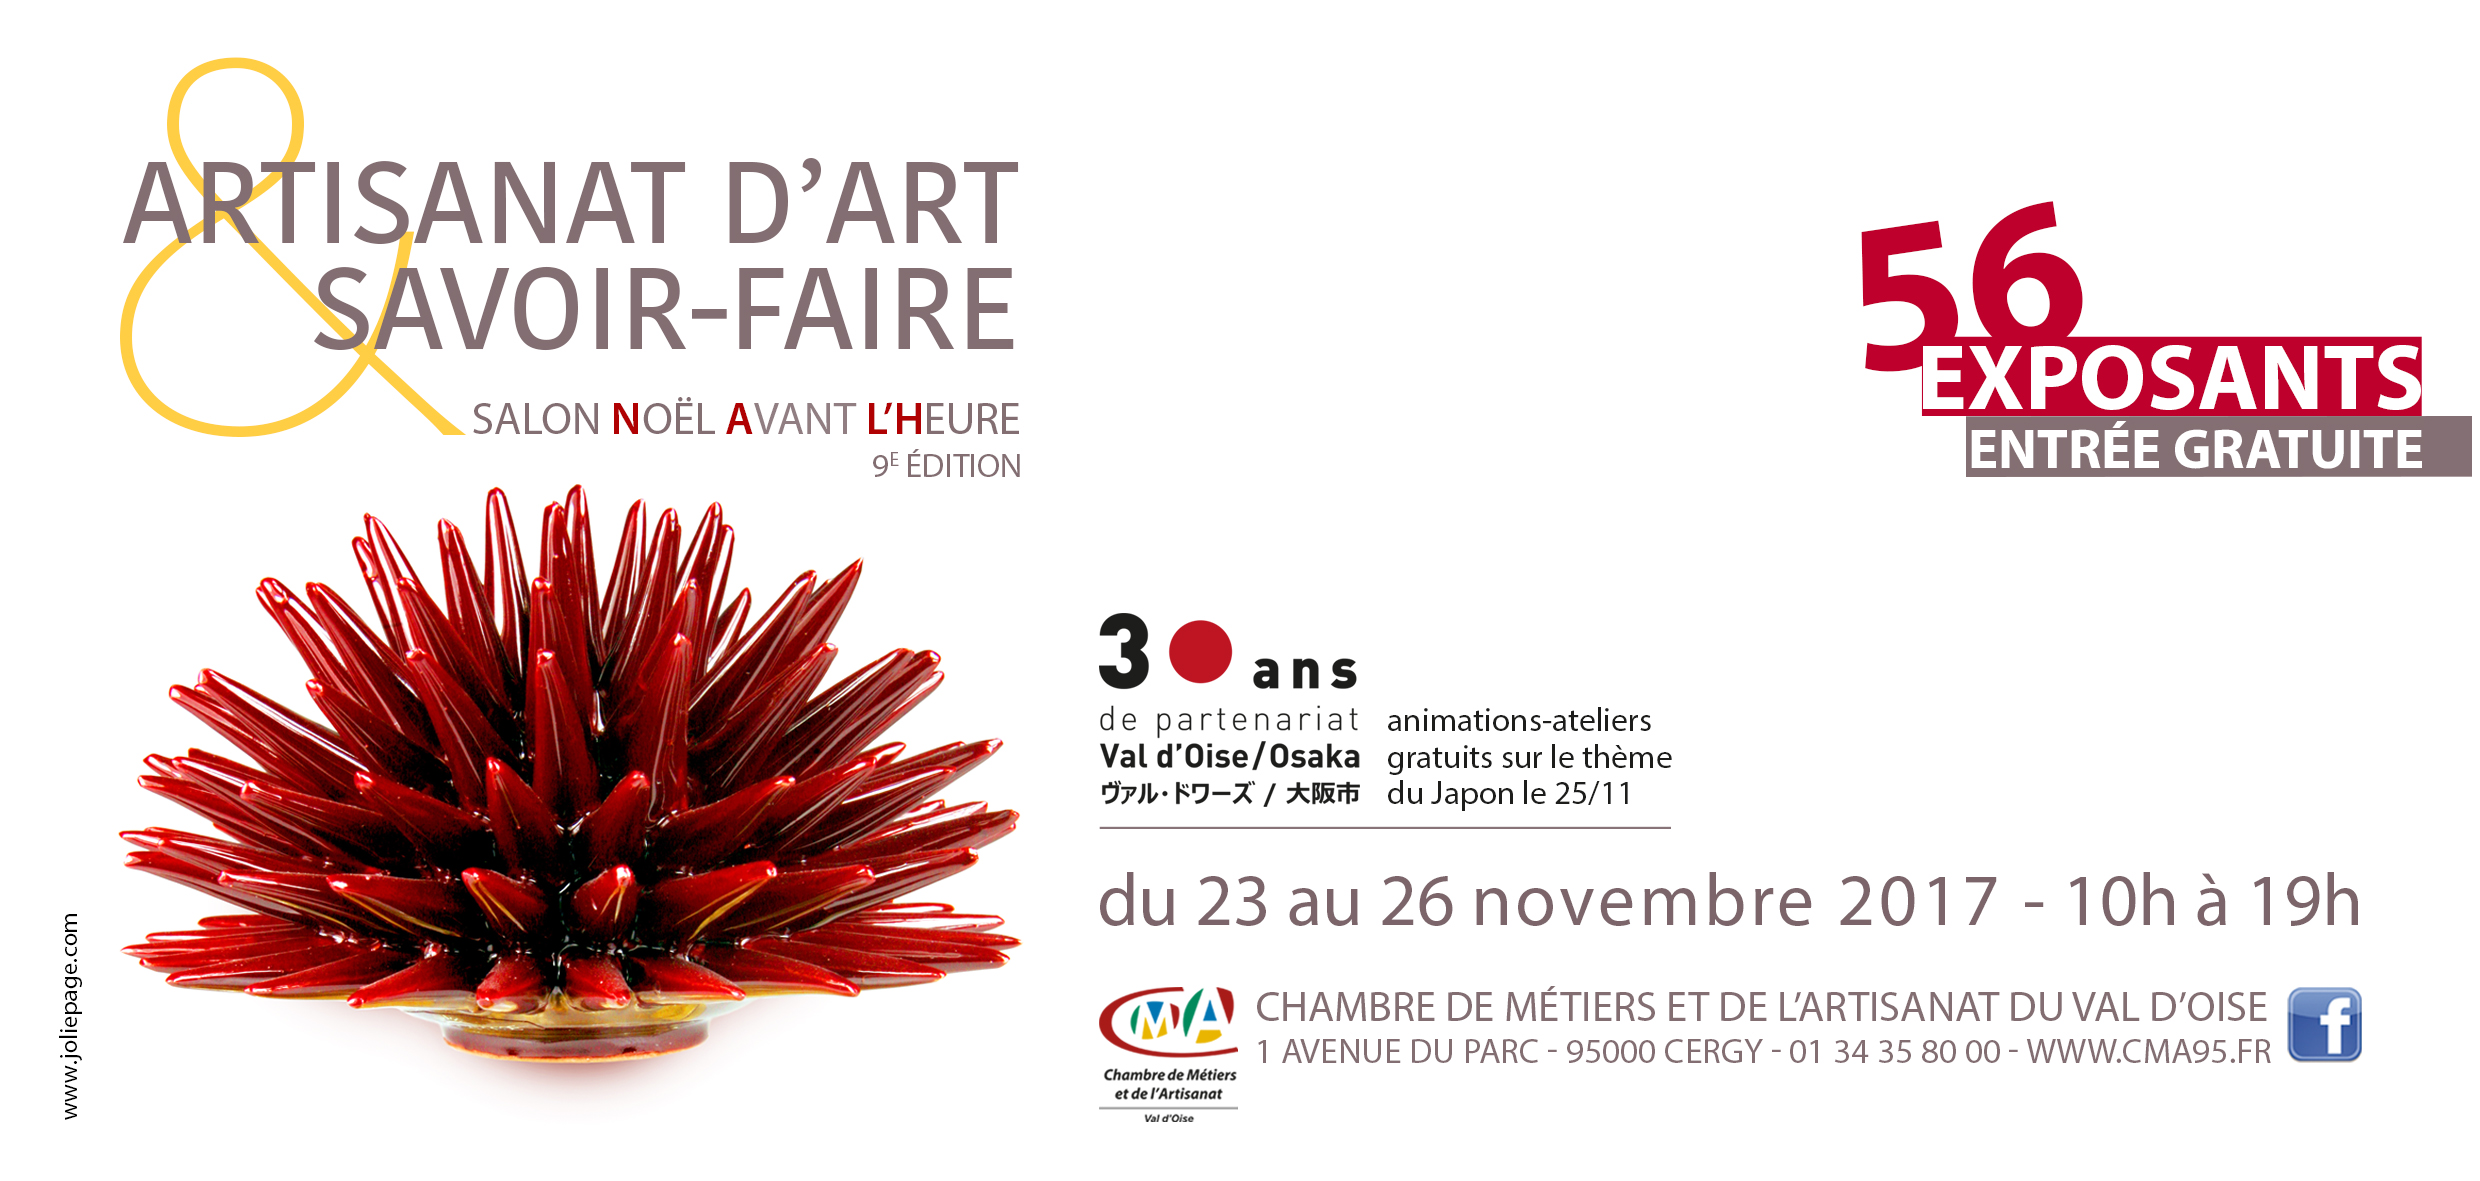 &
ARTISANAT D'ART
SAVOIR-FAIRE
SALON NOËL AVANT L'HEURE
9E ÉDITION
56
EXPOSANTS
ENTRÉE GRATUITE
30 ans
de partenariat
Val d'Oise/Osaka
ヴァル・ドワーズ / 大阪市
animations-ateliers
gratuits sur le thème
du Japon le 25/11
du 23 au 26 novembre 2017 - 10h à 19h
CMA
Chambre de Métiers
et de l'Artisanat
Val d'Oise
CHAMBRE DE MÉTIERS ET DE L'ARTISANAT DU VAL D'OISE
1 AVENUE DU PARC - 95000 CERGY - 01 34 35 80 00 - WWW.CMA95.FR
f
www.joliepage.com